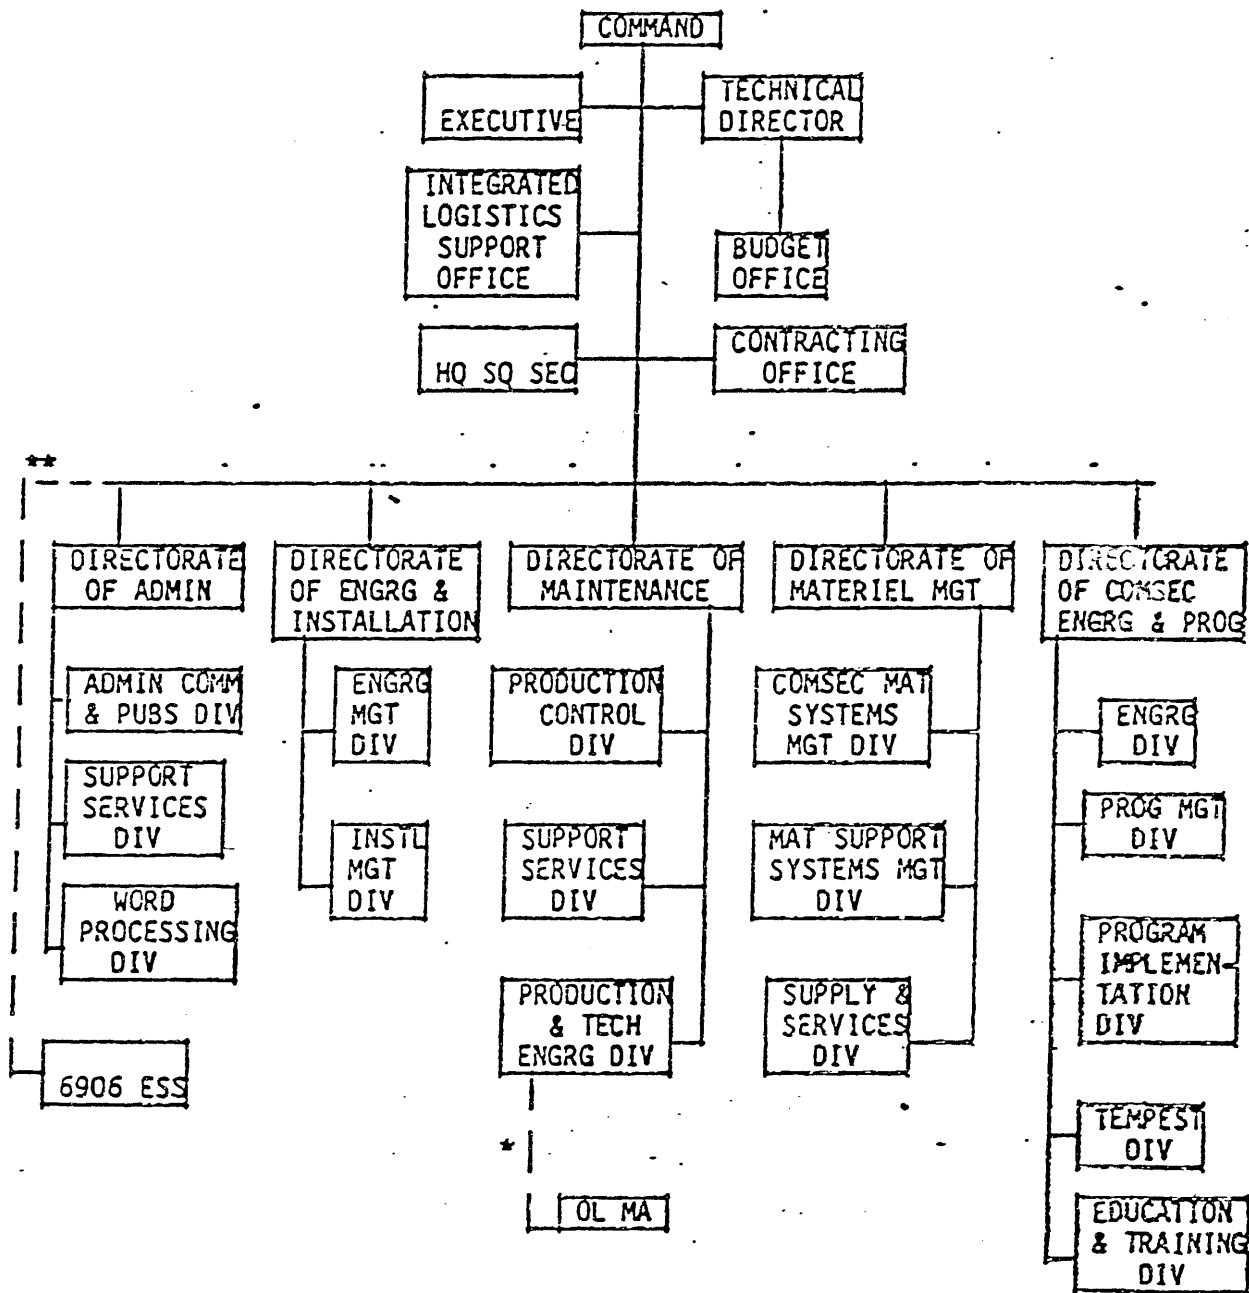 COMMAND
EXECUTIVE
TECHNICAL
DIRECTOR
INTEGRATED
LOGISTICS
SUPPORT
OFFICE
BUDGET
OFFICE
HQ SQ SEC
CONTRACTING
OFFICE
**
DIRECTORATE
OF ADMIN
ADMIN COMM
& PUBS DIV
SUPPORT
SERVICES
DIV
WORD
PROCESSING
DIV
6906 ESS
DIRECTORATE
OF ENGRG &
INSTALLATION
ENGRG
MGT
DIV
INSTL
MGT
DIV
DIRECTORATE OF
MAINTENANCE
PRODUCTION
CONTROL
DIV
SUPPORT
SERVICES
DIV
PRODUCTION
& TECH
ENGRG DIV
*
OL MA
DIRECTORATE OF
MATERIEL MGT
COMSEC MAT
SYSTEMS
MGT DIV
MAT SUPPORT
SYSTEMS MGT
DIV
SUPPLY &
SERVICES
DIV
DIRECTORATE
OF COMSEC
ENGRG & PROG
ENGRG
DIV
PROG MGT
DIV
PROGRAM
IMPLEMEN-
TATION
DIV
TEMPEST
DIV
EDUCATION
& TRAINING
DIV